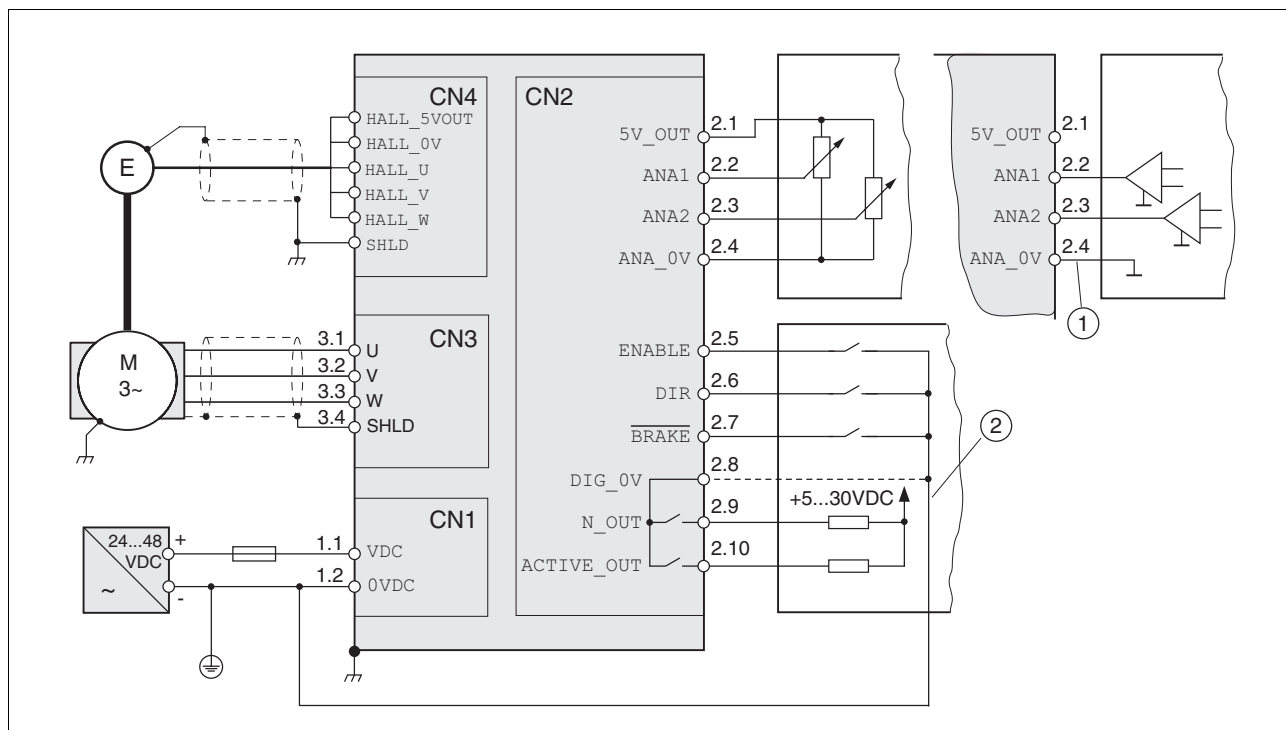 CN4
HALL_5VOUT
HALL_0V
HALL_U
HALL_V
HALL_W
SHLD
E
M
3~
3.1
3.2
3.3
3.4
CN3
U
V
W
SHLD
24...48
VDC
~
+
-
1.1
1.2
CN1
VDC
0VDC
CN2
5V_OUT 2.1
ANA1 2.2
ANA2 2.3
ANA_0V 2.4
ENABLE 2.5
DIR 2.6
BRAKE 2.7
DIG_0V 2.8
N_OUT 2.9
ACTIVE_OUT 2.10
+5...30VDC
2
5V_OUT 2.1
ANA1 2.2
ANA2 2.3
ANA_0V 2.4
1